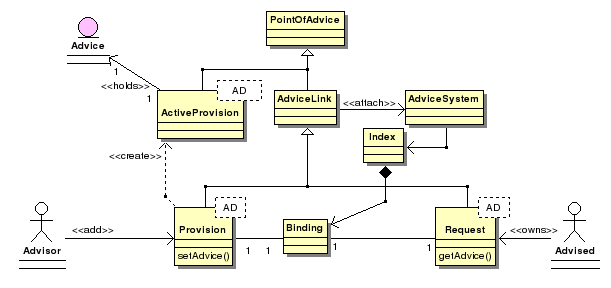 PointOfAdvice
Advice
1
<<holds>>
1
AD
ActiveProvision
AdviceLink
<<attach>>
AdviceSystem
Index
<<create>>
AD
Provision
setAdvice()
Binding
AD
Request
getAdvice()
<<add>>
Advisor
1
1
1
1
<<owns>>
Advised